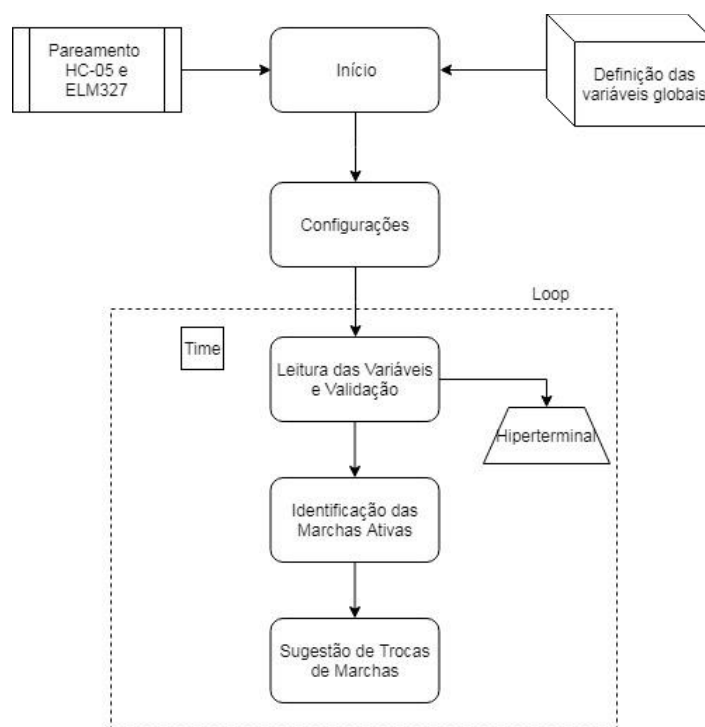 Pareamento
HC-05 e
ELM327
Início
Definição das
variáveis globais
Configurações
Loop
Time
Leitura das Variáveis
e Validação
Hiperterminal
Identificação das
Marchas Ativas
Sugestão de Trocas
de Marchas